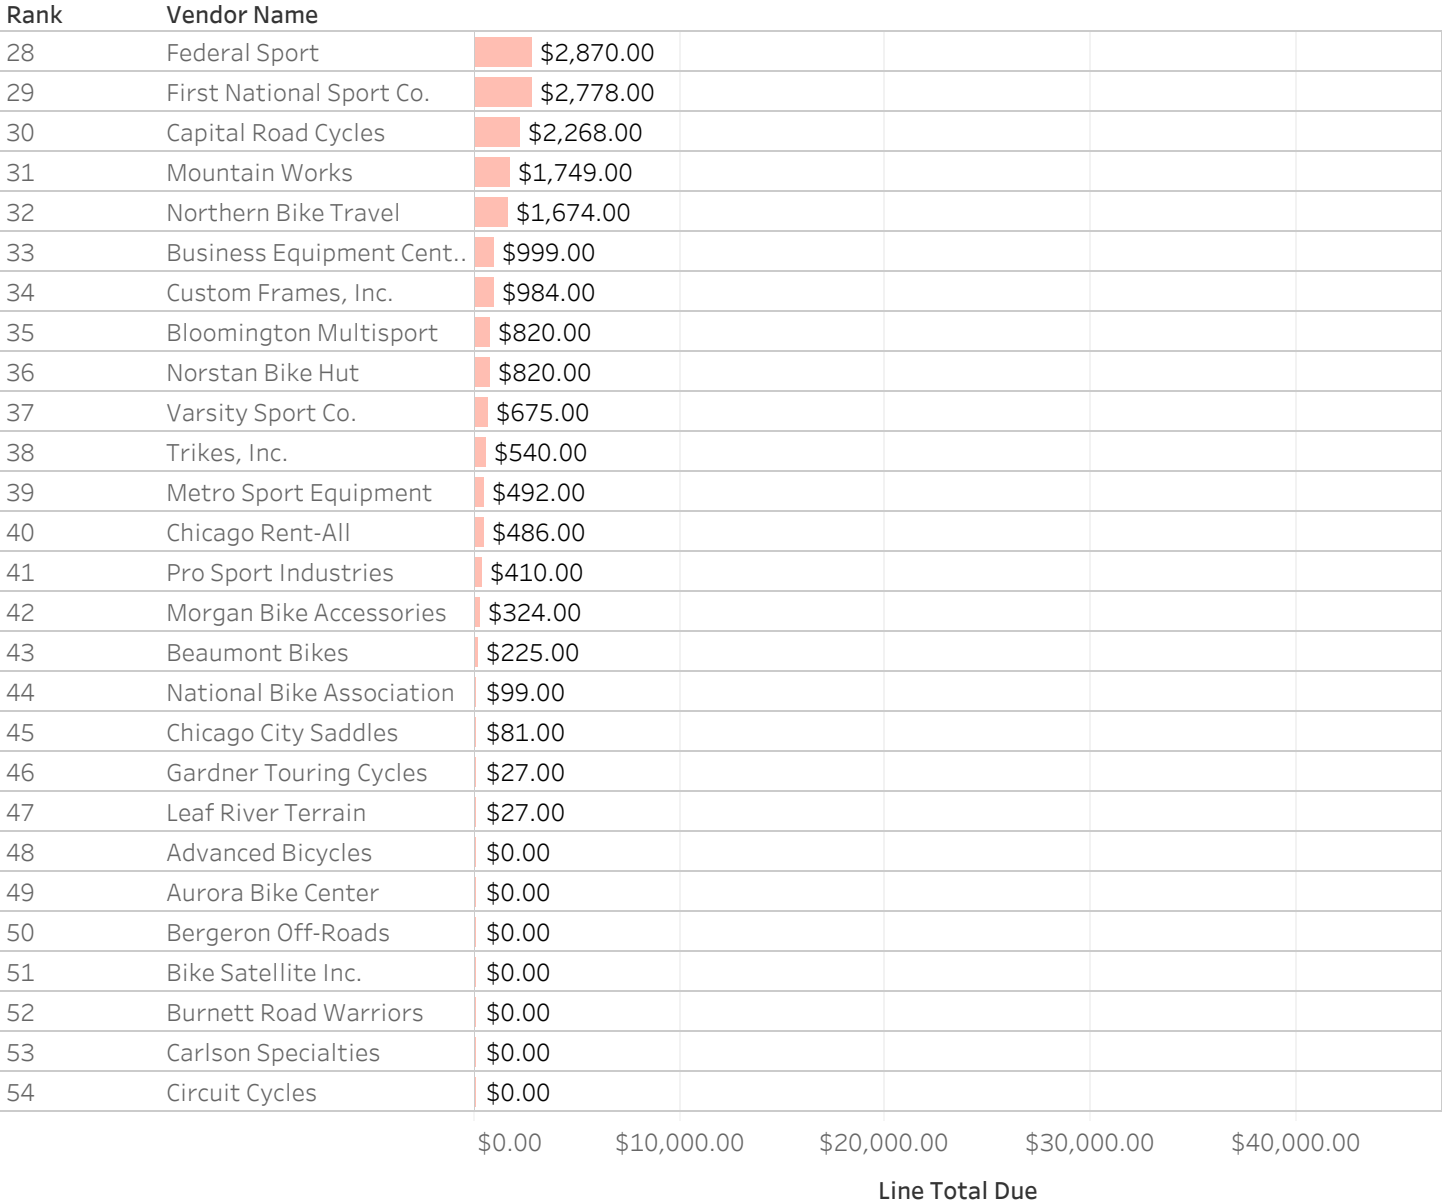 Rank Vendor Name
28 Federal Sport $2,870.00
29 First National Sport Co. $2,778.00
30 Capital Road Cycles $2,268.00
31 Mountain Works $1,749.00
32 Northern Bike Travel $1,674.00
33 Business Equipment Cent.. $999.00
34 Custom Frames, Inc. $984.00
35 Bloomington Multisport $820.00
36 Norstan Bike Hut $820.00
37 Varsity Sport Co. $675.00
38 Trikes, Inc. $540.00
39 Metro Sport Equipment $492.00
40 Chicago Rent-All $486.00
41 Pro Sport Industries $410.00
42 Morgan Bike Accessories $324.00
43 Beaumont Bikes $225.00
44 National Bike Association $99.00
45 Chicago City Saddles $81.00
46 Gardner Touring Cycles $27.00
47 Leaf River Terrain $27.00
48 Advanced Bicycles $0.00
49 Aurora Bike Center $0.00
50 Bergeron Off-Roads $0.00
51 Bike Satellite Inc. $0.00
52 Burnett Road Warriors $0.00
53 Carlson Specialties $0.00
54 Circuit Cycles $0.00
$0.00 $10,000.00 $20,000.00 $30,000.00 $40,000.00
Line Total Due